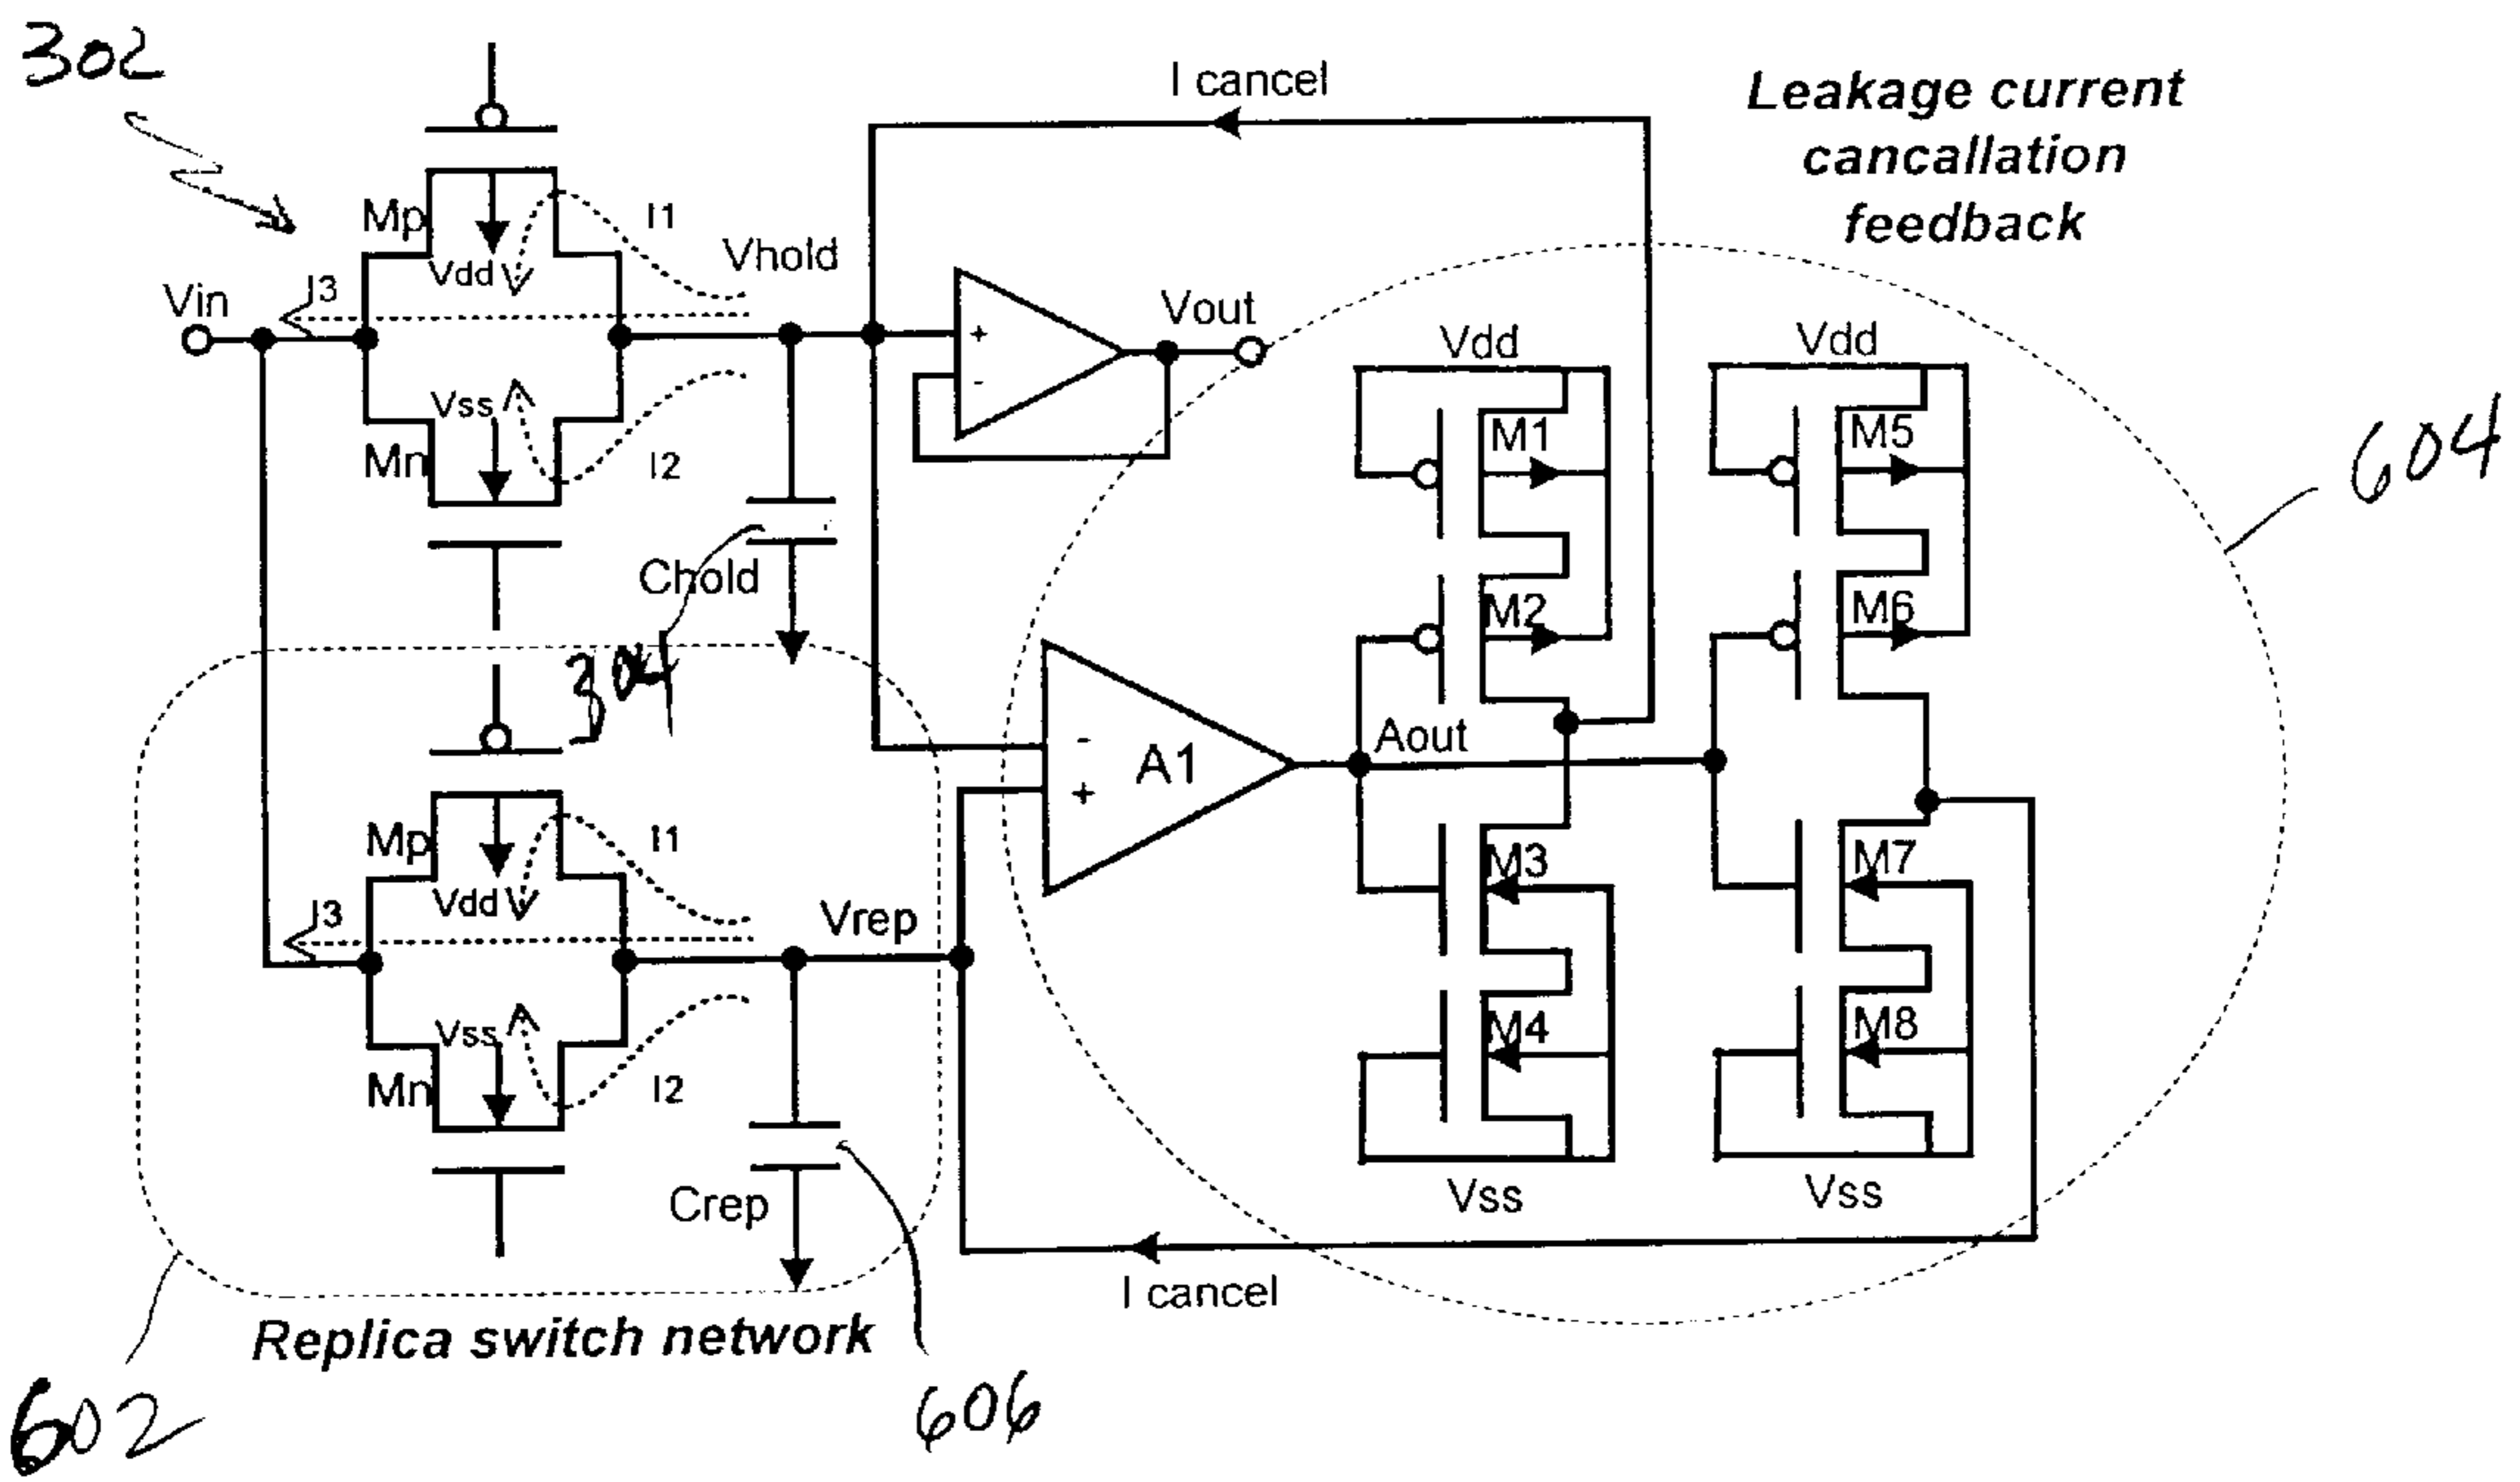 302
I cancel
Leakage current
cancallation
feedback
Mp
I1
Vdd
Vhold
Vin
I3
+
-
Vout
Vss
Mn
I2
Chold
304
Vdd
Vdd
M1
M5
604
M2
M6
Mp
I1
Vdd
I3
Vrep
-
+
A1
Aout
M3
M7
Vss
Mn
I2
M4
M8
Crep
Vss
Vss
I cancel
Replica switch network
602
606